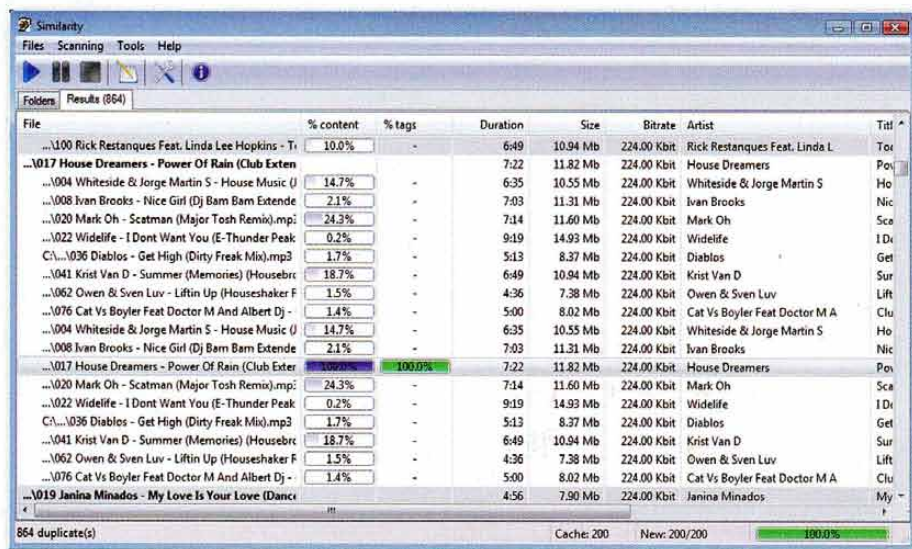 Similarity
Files Scanning Tools Help
Folders Results (864)
File % content % tags Duration Size Bitrate Artist Titl
...\100 Rick Restanques Feat. Linda Lee Hopkins - T 10.0% - 6:49 10.94 Mb 224.00 Kbit Rick Restanques Feat. Linda L Too
...\017 House Dreamers - Power Of Rain (Club Exten 7:22 11.82 Mb 224.00 Kbit House Dreamers Pov
...\004 Whiteside & Jorge Martin S - House Music (J 14.7% - 6:35 10.55 Mb 224.00 Kbit Whiteside & Jorge Martin S Ho
...\008 Ivan Brooks - Nice Girl (Dj Bam Bam Extende 2.1% - 7:03 11.31 Mb 224.00 Kbit Ivan Brooks Nic
...\020 Mark Oh - Scatman (Major Tosh Remix).mp3 24.3% - 7:14 11.60 Mb 224.00 Kbit Mark Oh Sca
...\022 Widelife - I Dont Want You (E-Thunder Peak 0.2% - 9:19 14.93 Mb 224.00 Kbit Widelife I Do
C:\...\036 Diablos - Get High (Dirty Freak Mix).mp3 1.7% - 5:13 8.37 Mb 224.00 Kbit Diablos Get
...\041 Krist Van D - Summer (Memories) (Housebro 18.7% - 6:49 10.94 Mb 224.00 Kbit Krist Van D Sur
...\062 Owen & Sven Luv - Liftin Up (Houseshaker F 1.5% - 4:36 7.38 Mb 224.00 Kbit Owen & Sven Luv Lift
...\076 Cat Vs Boyler Feat Doctor M And Albert Dj - 1.4% - 5:00 8.02 Mb 224.00 Kbit Cat Vs Boyler Feat Doctor M A Clu
...\004 Whiteside & Jorge Martin S - House Music (J 14.7% - 6:35 10.55 Mb 224.00 Kbit Whiteside & Jorge Martin S Ho
...\008 Ivan Brooks - Nice Girl (Dj Bam Bam Extende 2.1% - 7:03 11.31 Mb 224.00 Kbit Ivan Brooks Nic
...\017 House Dreamers - Power Of Rain (Club Exter 100.0% 100.0% 7:22 11.82 Mb 224.00 Kbit House Dreamers Pov
...\020 Mark Oh - Scatman (Major Tosh Remix).mp3 24.3% - 7:14 11.60 Mb 224.00 Kbit Mark Oh Sca
...\022 Widelife - I Dont Want You (E-Thunder Peak 0.2% - 9:19 14.93 Mb 224.00 Kbit Widelife I Do
C:\...\036 Diablos - Get High (Dirty Freak Mix).mp3 1.7% - 5:13 8.37 Mb 224.00 Kbit Diablos Get
...\041 Krist Van D - Summer (Memories) (Housebro 18.7% - 6:49 10.94 Mb 224.00 Kbit Krist Van D Sur
...\062 Owen & Sven Luv - Liftin Up (Houseshaker F 1.5% - 4:36 7.38 Mb 224.00 Kbit Owen & Sven Luv Lift
...\076 Cat Vs Boyler Feat Doctor M And Albert Dj - 1.4% - 5:00 8.02 Mb 224.00 Kbit Cat Vs Boyler Feat Doctor M A Clu
...\019 Janina Minados - My Love Is Your Love (Dance 4:56 7.90 Mb 224.00 Kbit Janina Minados My
864 duplicate(s) Cache: 200 New: 200/200 100.0%